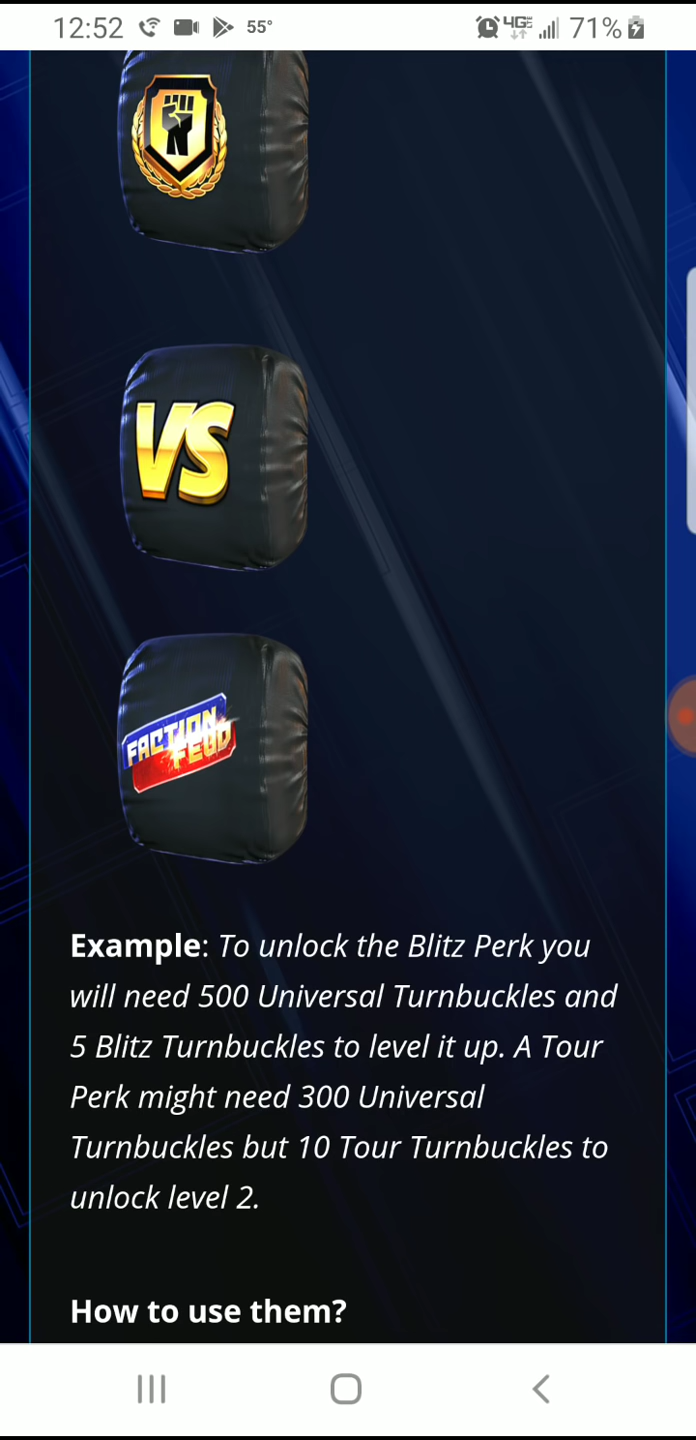 12:52 55° 4G LTE 71%
VS
FACTION
FEUD
Example: To unlock the Blitz Perk you
will need 500 Universal Turnbuckles and
5 Blitz Turnbuckles to level it up. A Tour
Perk might need 300 Universal
Turnbuckles but 10 Tour Turnbuckles to
unlock level 2.
How to use them?